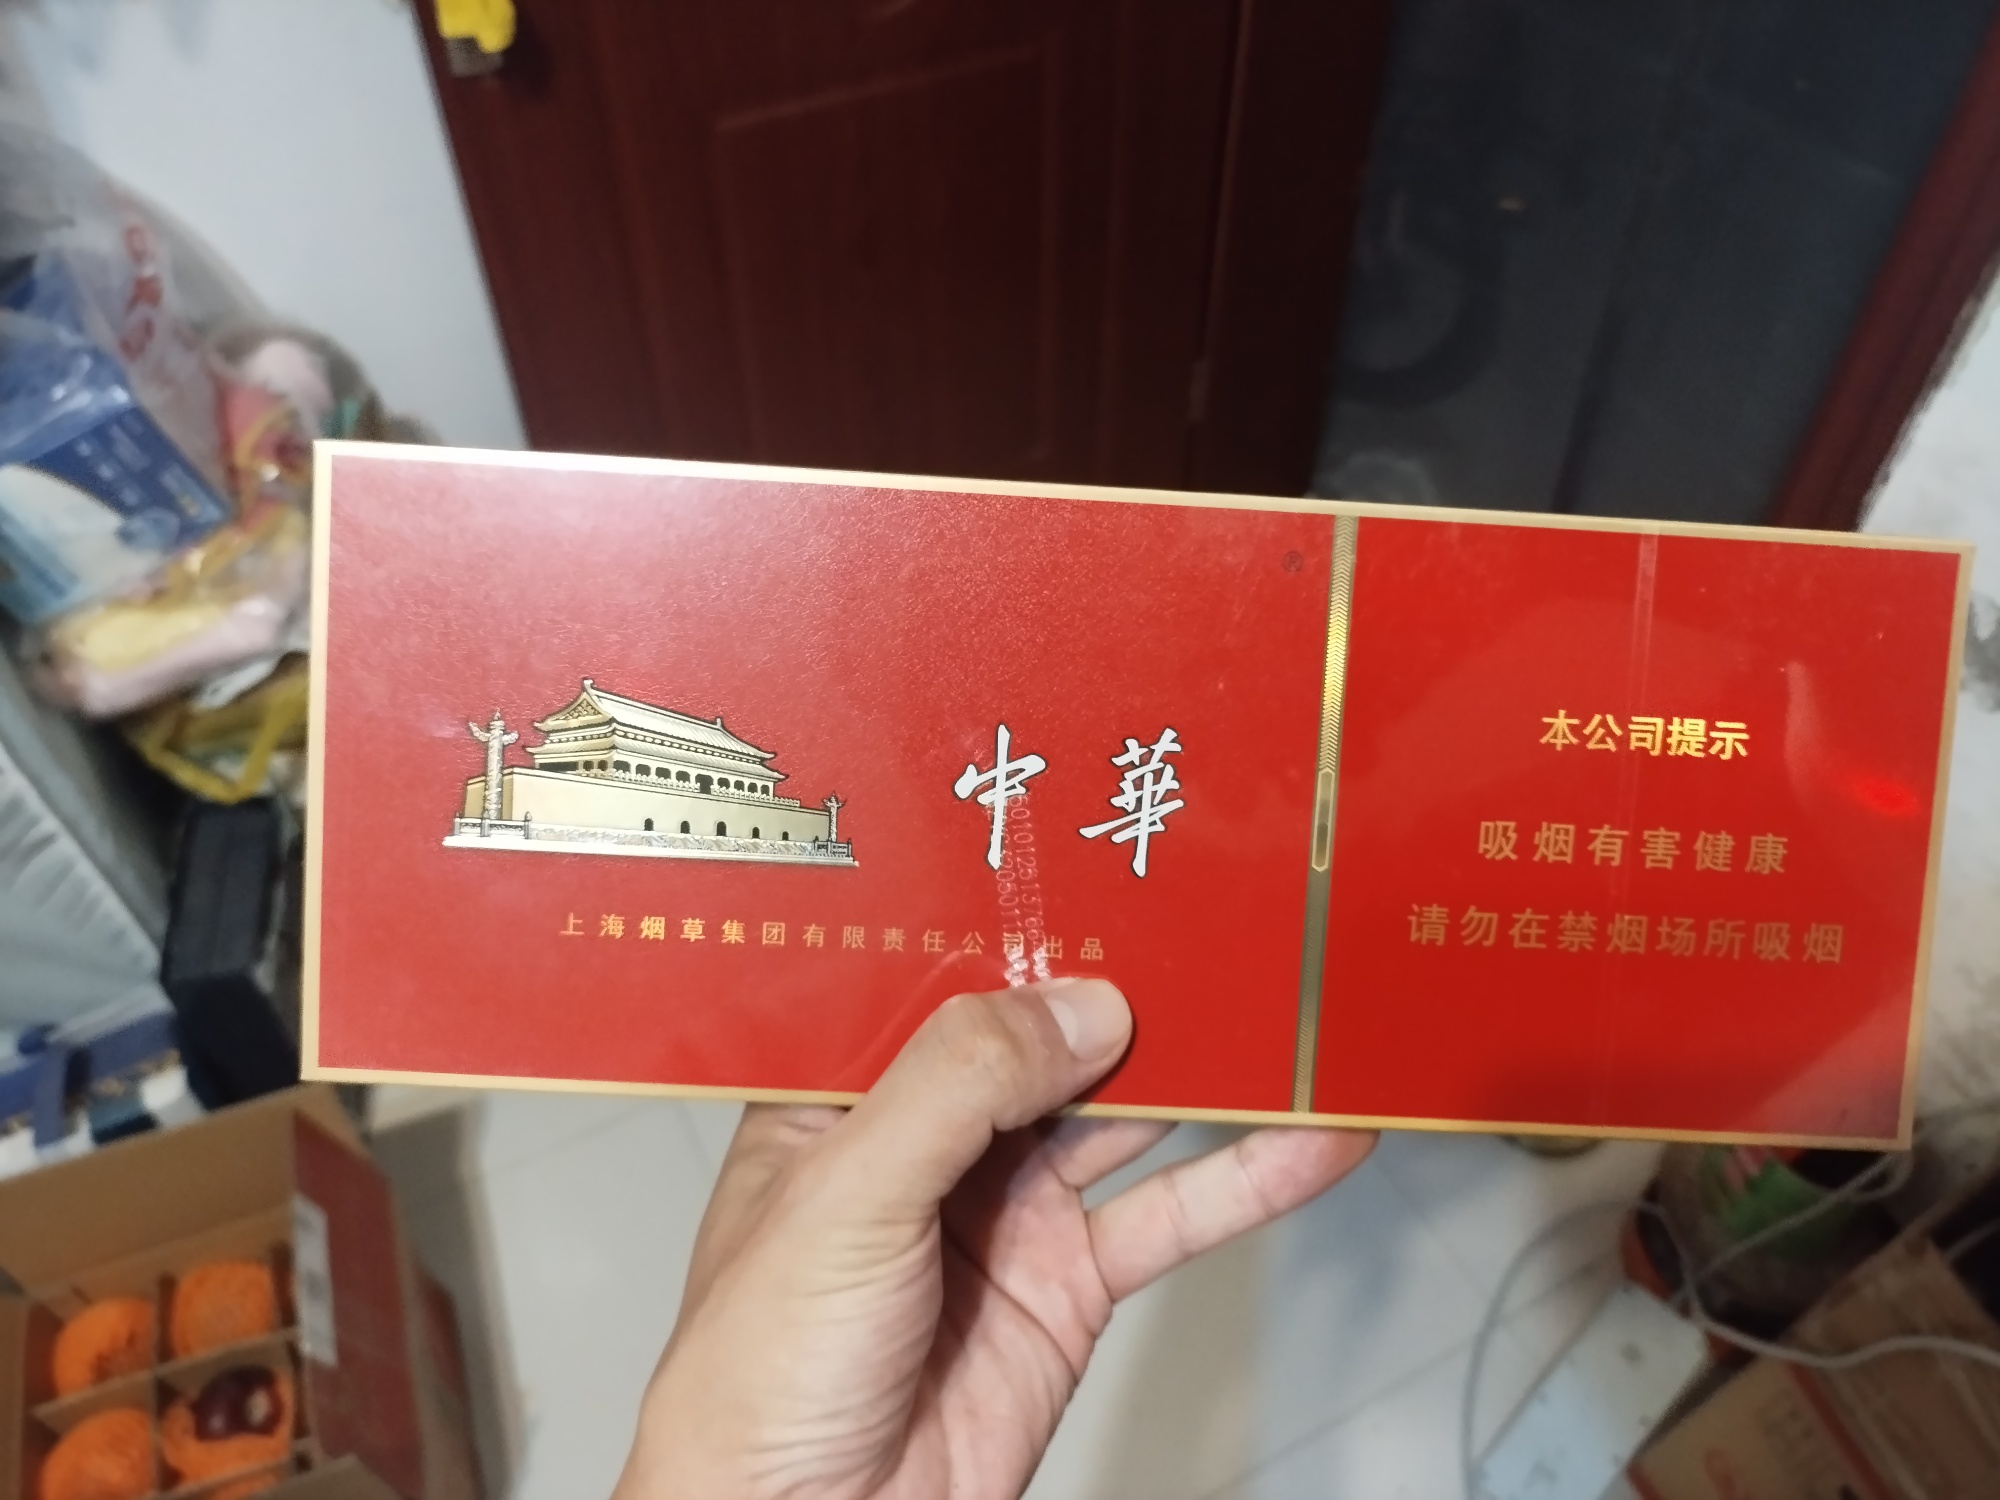 中華
®
上海烟草集团有限责任公司出品
本公司提示
吸烟有害健康
请勿在禁烟场所吸烟